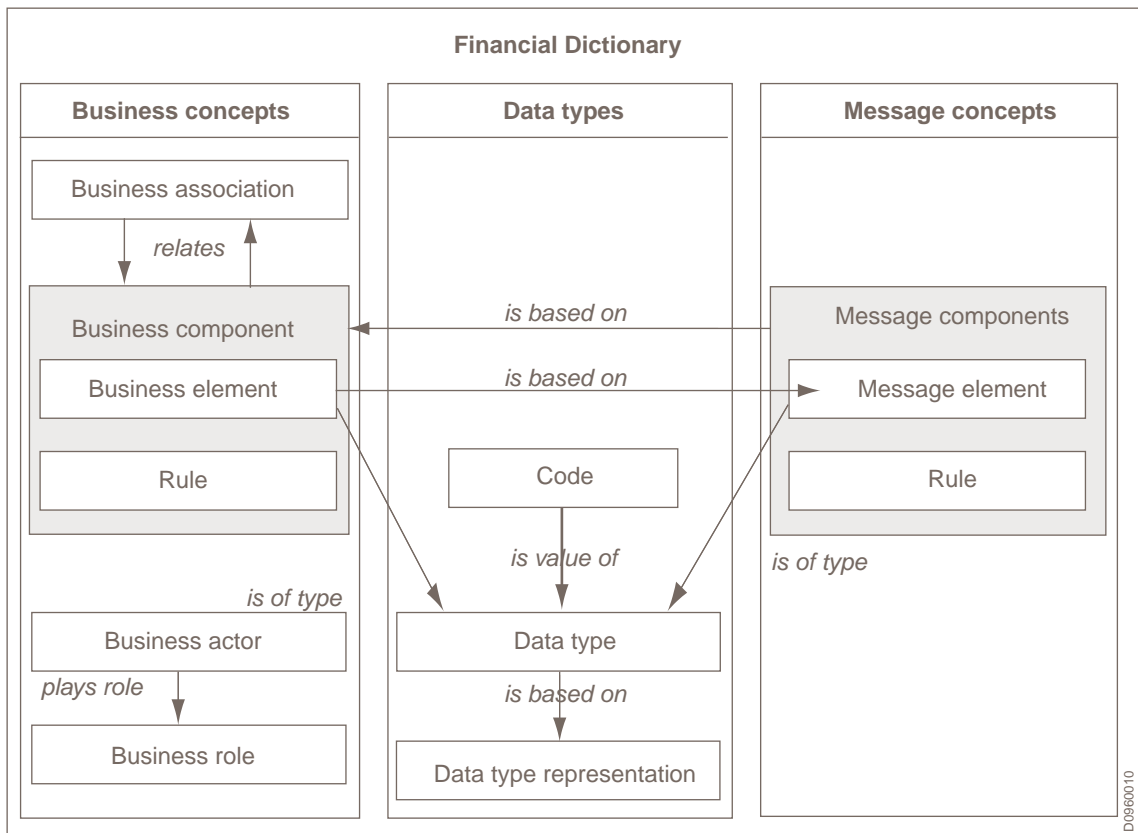 Financial Dictionary
Business concepts
Data types
Message concepts
Business association
relates
Business component
is based on
Message components
Business element
is based on
Message element
Rule
Code
Rule
is value of
is of type
is of type
Business actor
Data type
plays role
is based on
Business role
Data type representation
D0960010